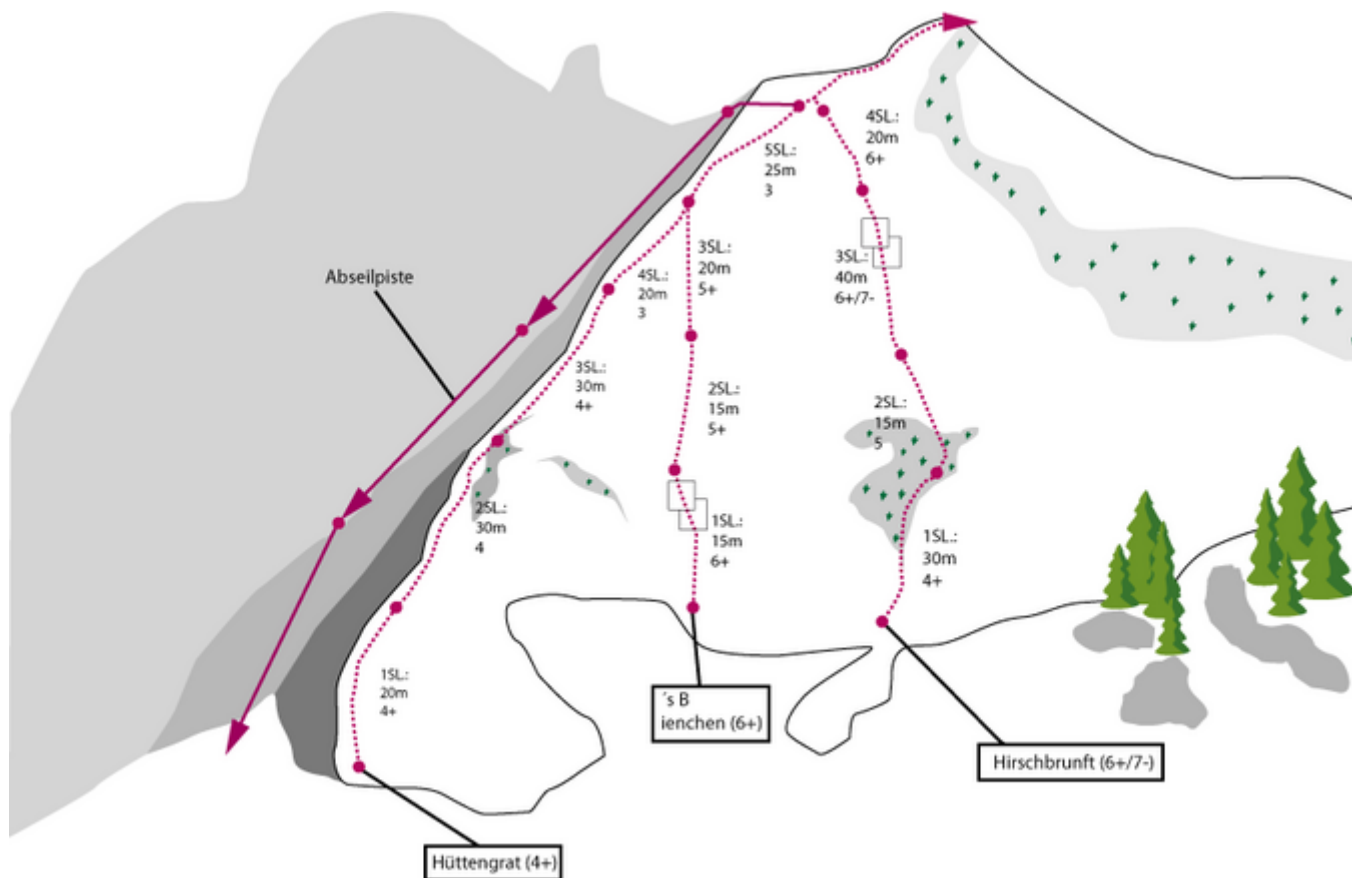 4SL.:
20m
6+
5SL.:
25m
3
3SL.:
20m
5+
3SL.:
40m
6+/7-
Abseilpiste
4SL.:
20m
3
3SL.:
30m
4+
2SL.:
15m
5+
2SL.:
15m
5
2SL.:
30m
4
1SL.:
15m
6+
1SL.:
30m
4+
1SL.:
20m
4+
´s B
ienchen (6+)
Hirschbrunft (6+/7-)
Hüttengrat (4+)